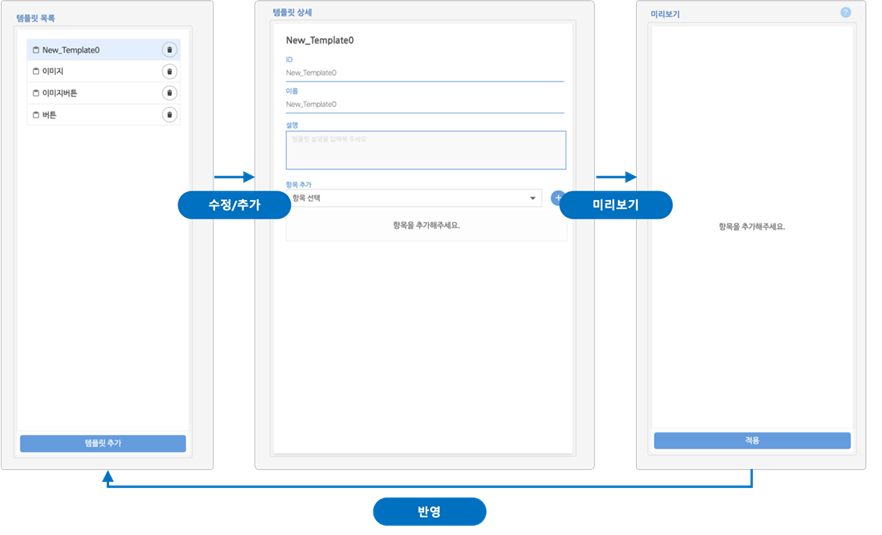 템플릿 목록
New_Template0
이미지
이미지버튼
버튼
템플릿 추가
수정/추가
템플릿 상세
New_Template0
ID
New_Template0
이름
New_Template0
설명
템플릿 설명을 입력해 주세요
항목 추가
항목 선택
+
항목을 추가해주세요.
미리보기
미리보기
?
항목을 추가해주세요.
적용
반영